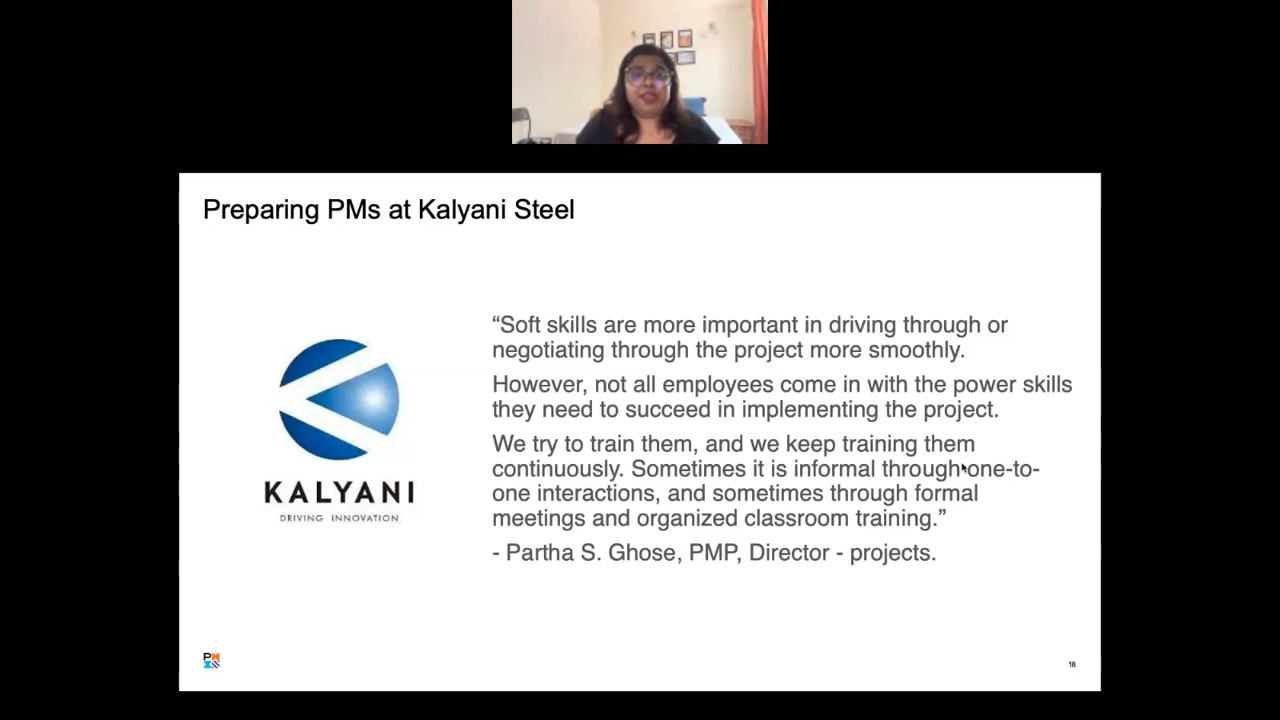 Preparing PMs at Kalyani Steel
“Soft skills are more important in driving through or
negotiating through the project more smoothly.
However, not all employees come in with the power skills
they need to succeed in implementing the project.
We try to train them, and we keep training them
continuously. Sometimes it is informal through one-to-
one interactions, and sometimes through formal
meetings and organized classroom training.”
- Partha S. Ghose, PMP, Director - projects.
KALYANI
DRIVING INNOVATION
18